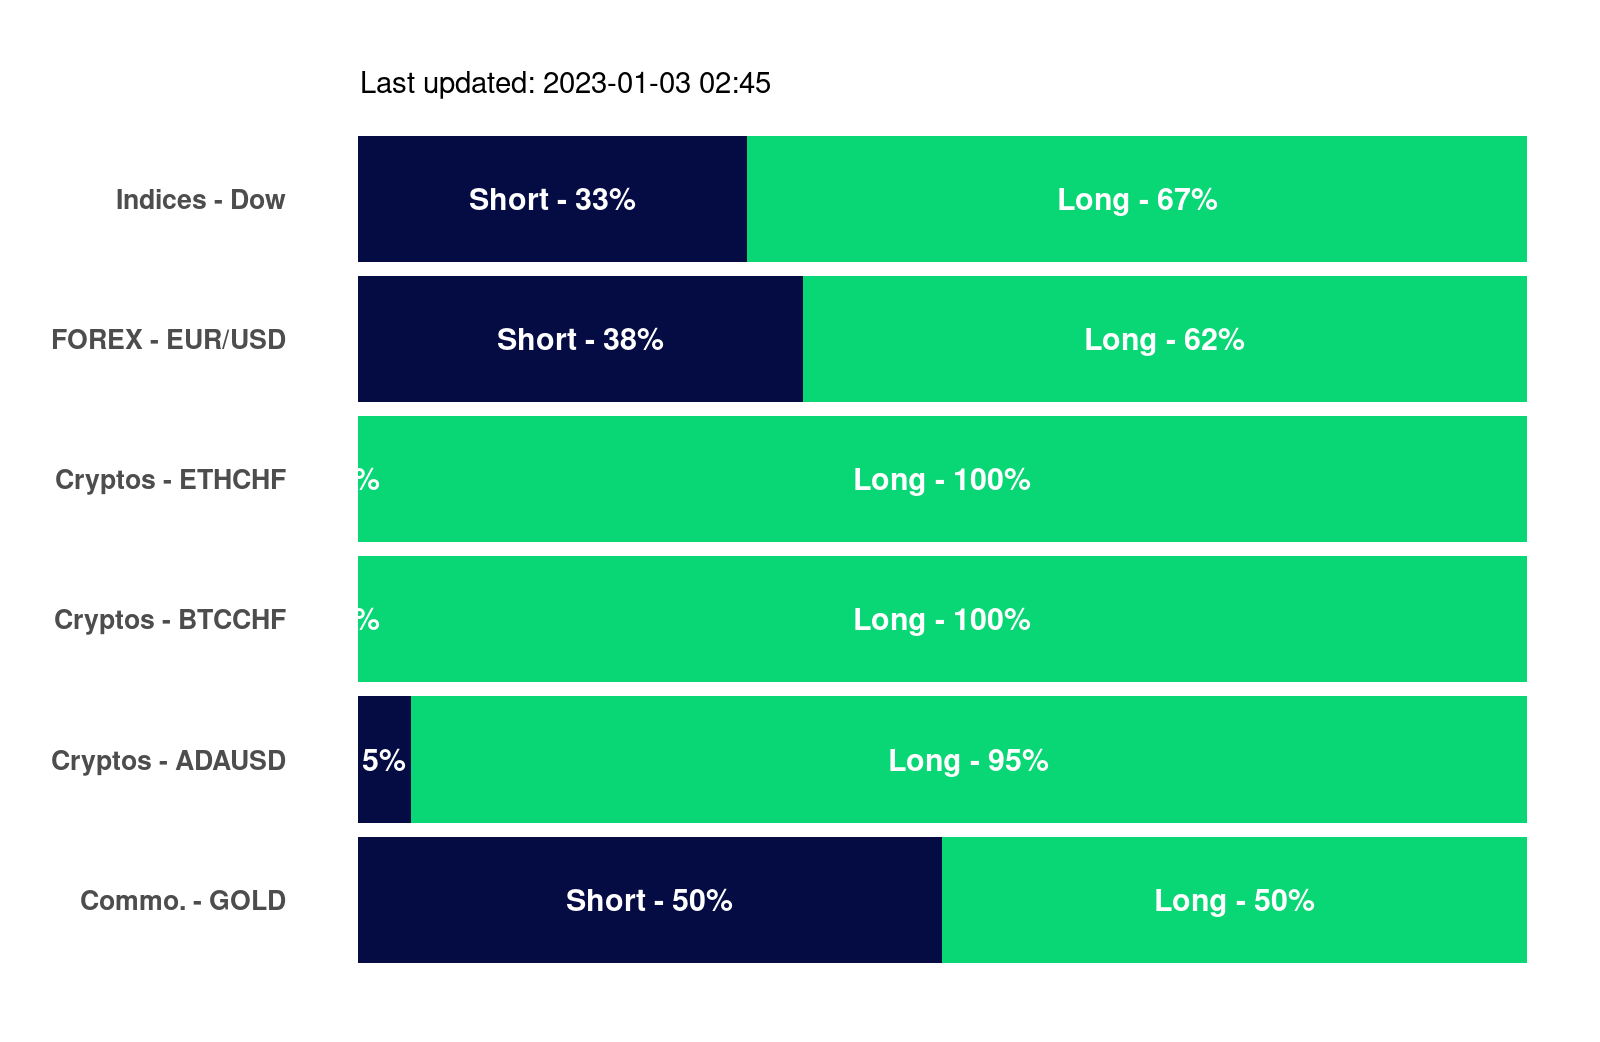 Last updated: 2023-01-03 02:45
Indices - Dow Short - 33% Long - 67%
FOREX - EUR/USD Short - 38% Long - 62%
Cryptos - ETHCHF % Long - 100%
Cryptos - BTCCHF % Long - 100%
Cryptos - ADAUSD 5% Long - 95%
Commo. - GOLD Short - 50% Long - 50%